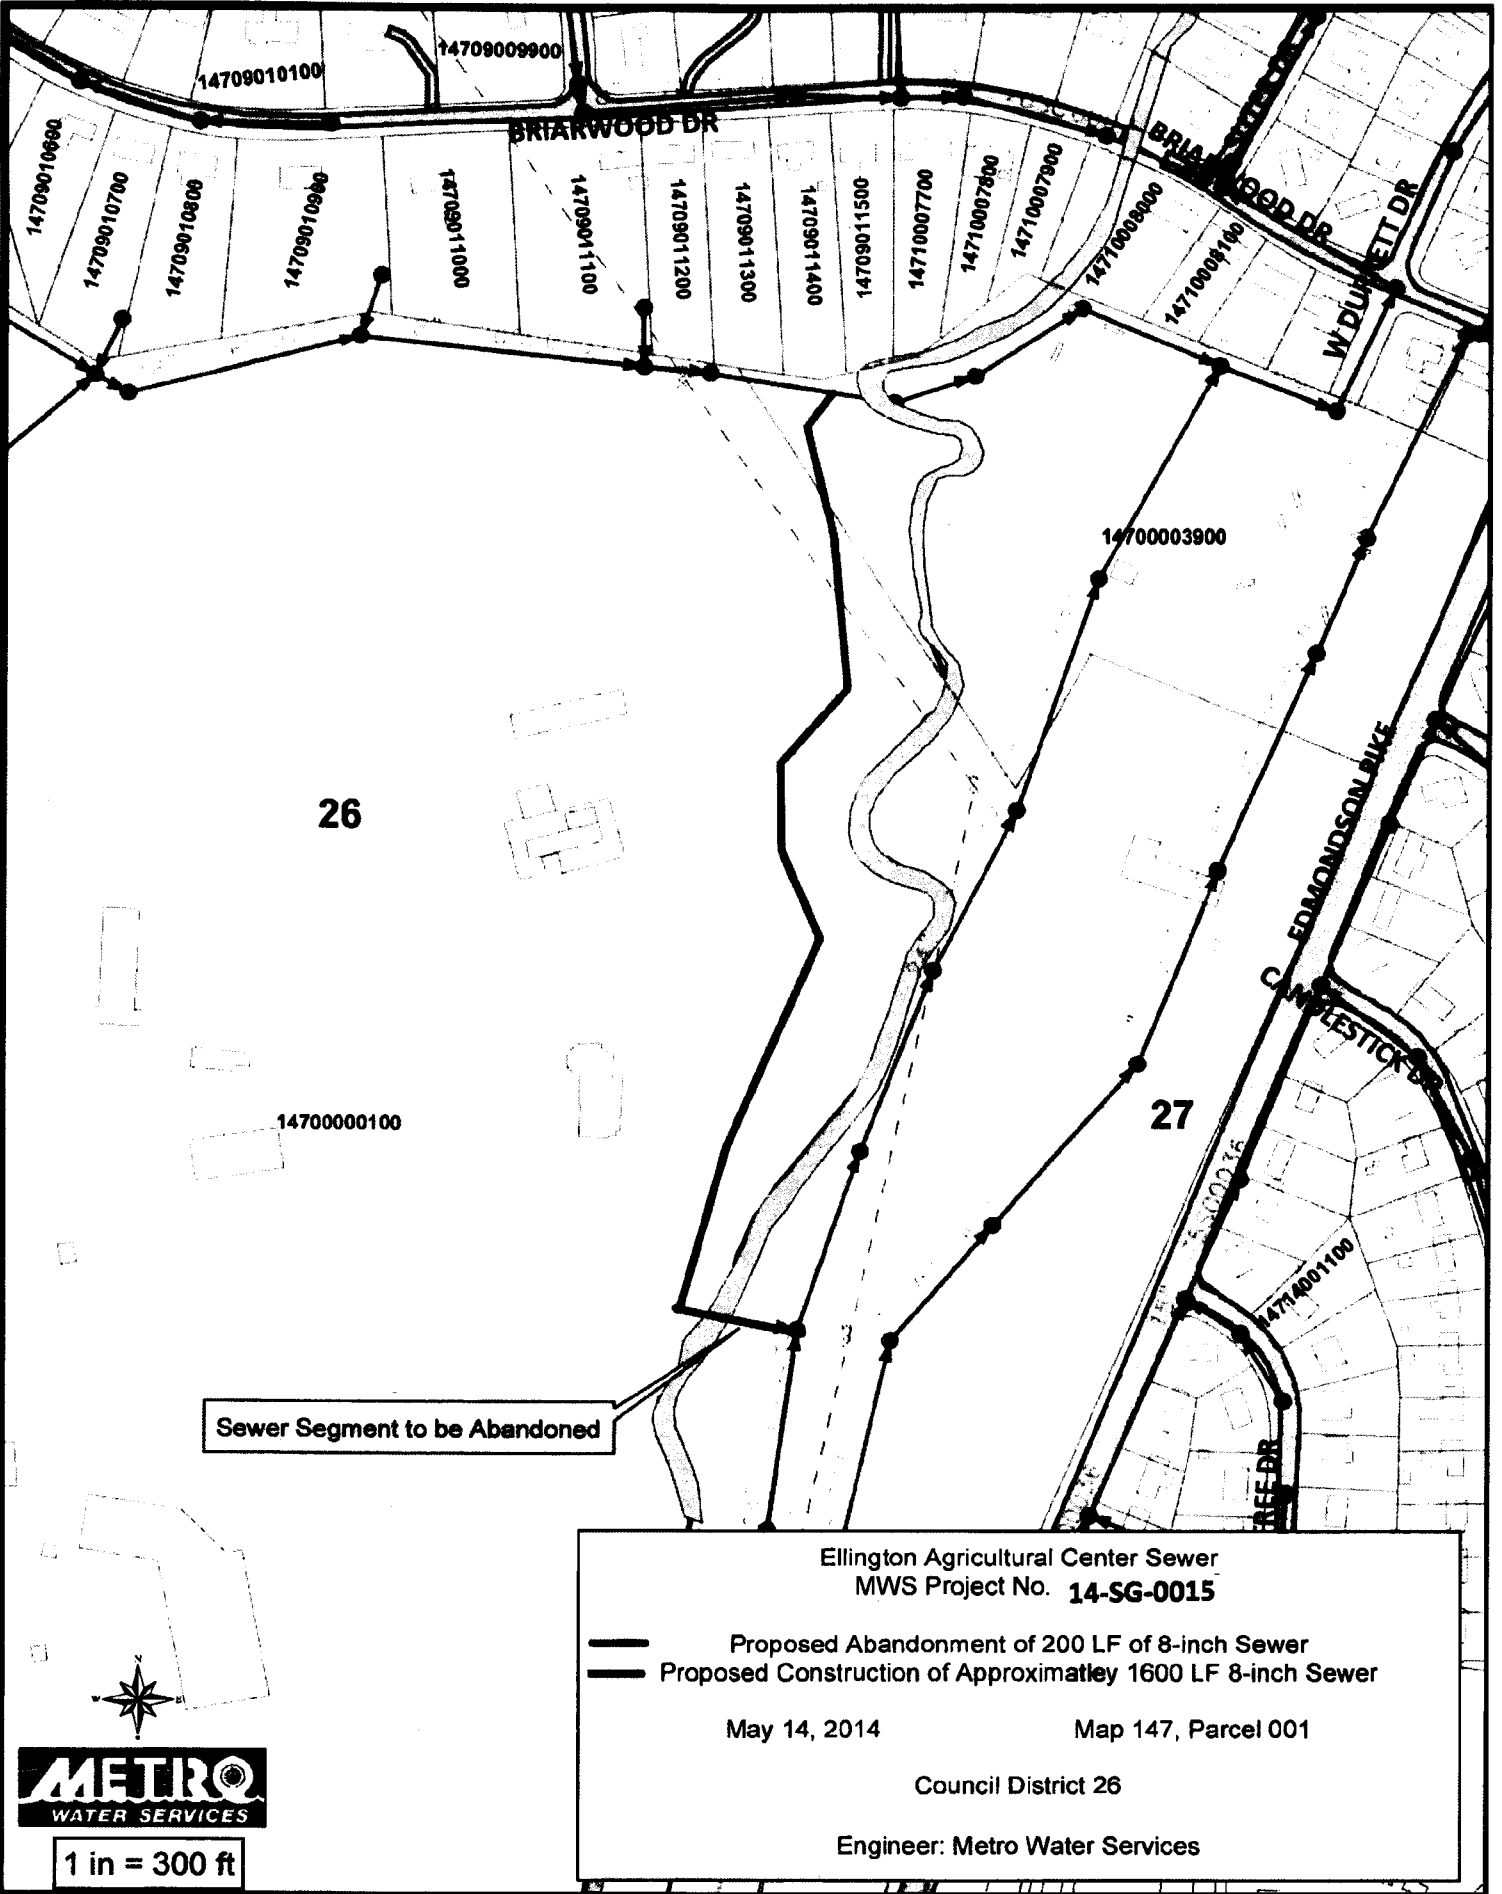 14709009900
14709010100
BRIARWOOD DR
BRIARWOOD DR
W DURRETT DR
14709010600
14709010700
14709010800
14709010900
14709011000
14709011100
14709011200
14709011300
14709011400
14709011500
14710007700
14710007800
14710007900
14710008000
14710008100
14700003900
26
EDMONDSON PIKE
CANDLESTICK DR
14700000100
27
14714001100
Sewer Segment to be Abandoned
REE DR
Ellington Agricultural Center Sewer
MWS Project No. 14-SG-0015
Proposed Abandonment of 200 LF of 8-inch Sewer
Proposed Construction of Approximatley 1600 LF 8-inch Sewer
May 14, 2014 Map 147, Parcel 001
Council District 26
Engineer: Metro Water Services
N
W E
METRO
WATER SERVICES
1 in = 300 ft